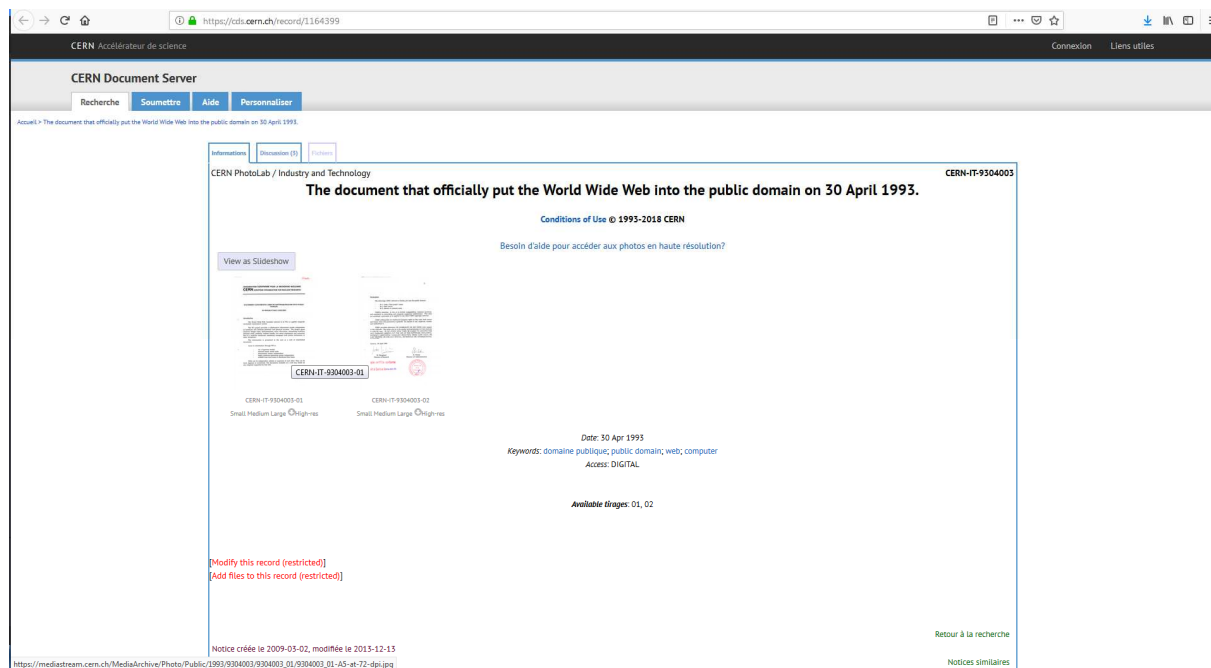 https://cds.cern.ch/record/1164399
CERN Accélérateur de science
Connexion Liens utiles
CERN Document Server
Recherche Soumettre Aide Personnaliser
Accueil > The document that officially put the World Wide Web into the public domain on 30 April 1993.
Informations Discussion (3) Fichiers
CERN PhotoLab / Industry and Technology CERN-IT-9304003
The document that officially put the World Wide Web into the public domain on 30 April 1993.
Conditions of Use © 1993-2018 CERN
Besoin d'aide pour accéder aux photos en haute résolution?
View as Slideshow
CERN-IT-9304003-01
CERN-IT-9304003-01 CERN-IT-9304003-02
Small Medium Large High-res Small Medium Large High-res
Date: 30 Apr 1993
Keywords: domaine publique; public domain; web; computer
Access: DIGITAL
Available tirages: 01, 02
[Modify this record (restricted)]
[Add files to this record (restricted)]
Retour à la recherche
Notice créée le 2009-03-02, modifiée le 2013-12-13
https://mediastream.cern.ch/MediaArchive/Photo/Public/1993/9304003/9304003_01/9304003_01-A5-at-72-dpi.jpg Notices similaires